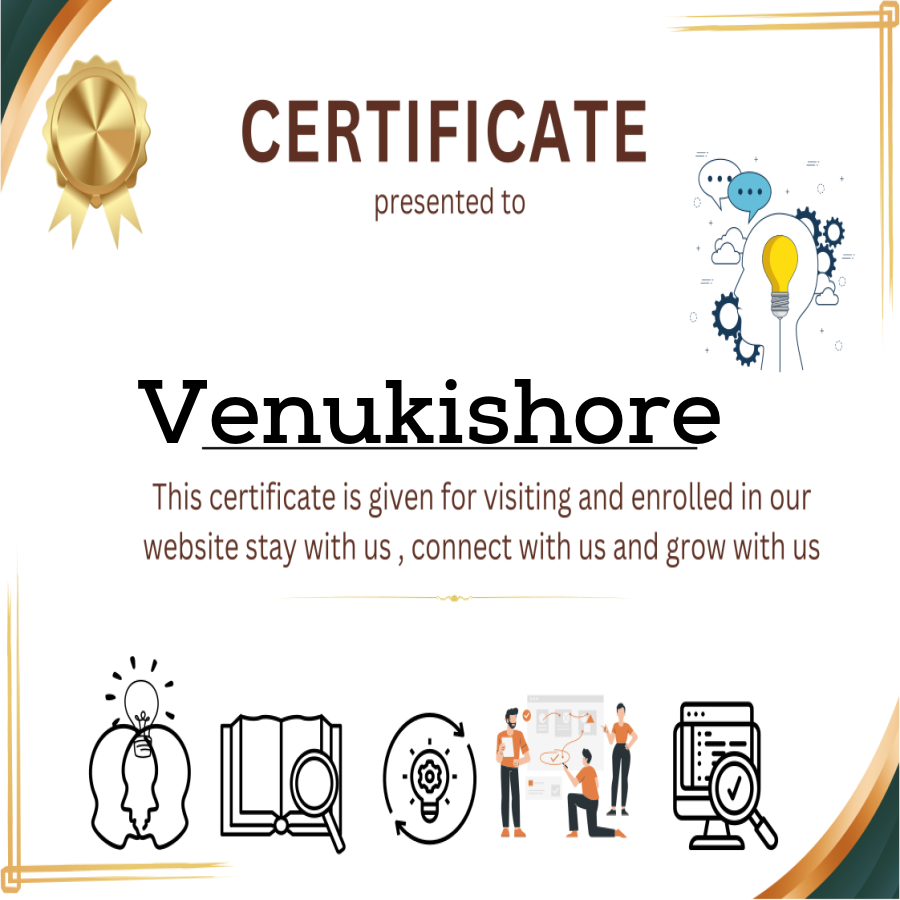 CERTIFICATE
presented to
Venukishore
This certificate is given for visiting and enrolled in our
website stay with us , connect with us and grow with us